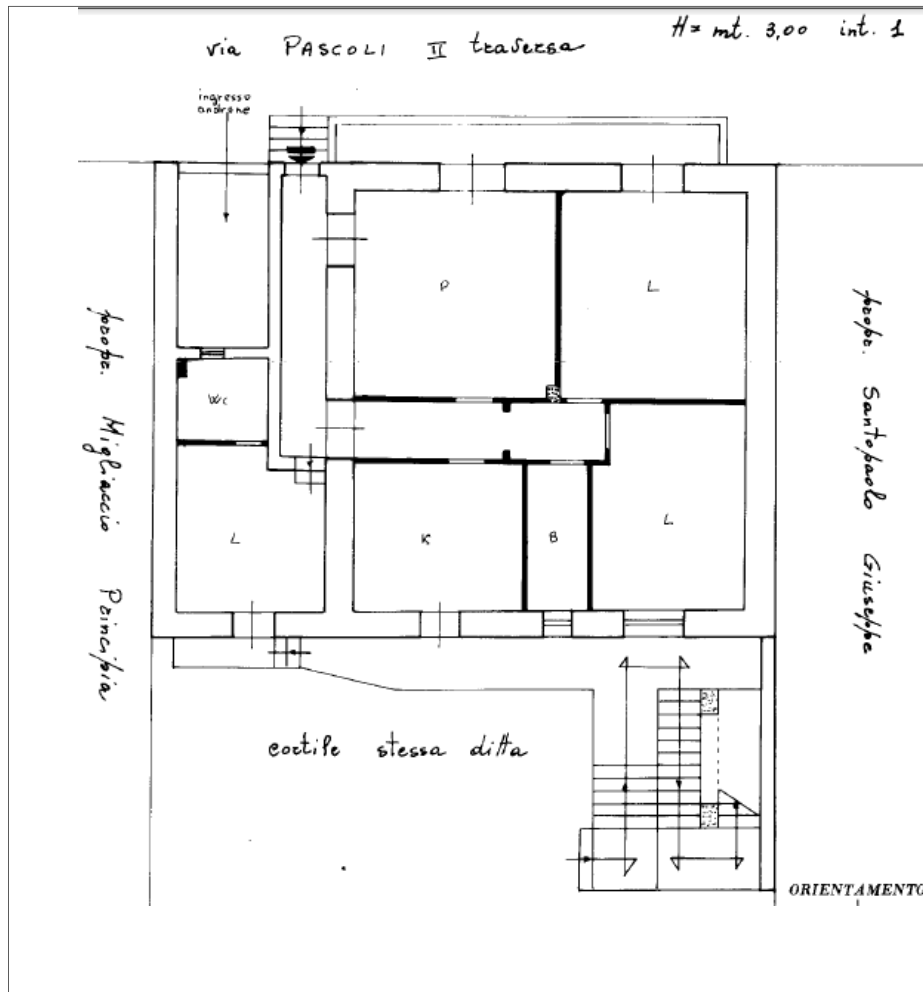 via PASCOLI II traversa
H= mt. 3,00 int. 1
ingresso
androne
P
L
Wc
L
K
B
L
propr. Migliaccio Principia
propr. Santopaolo Giuseppe
cortile stessa ditta
ORIENTAMENTO